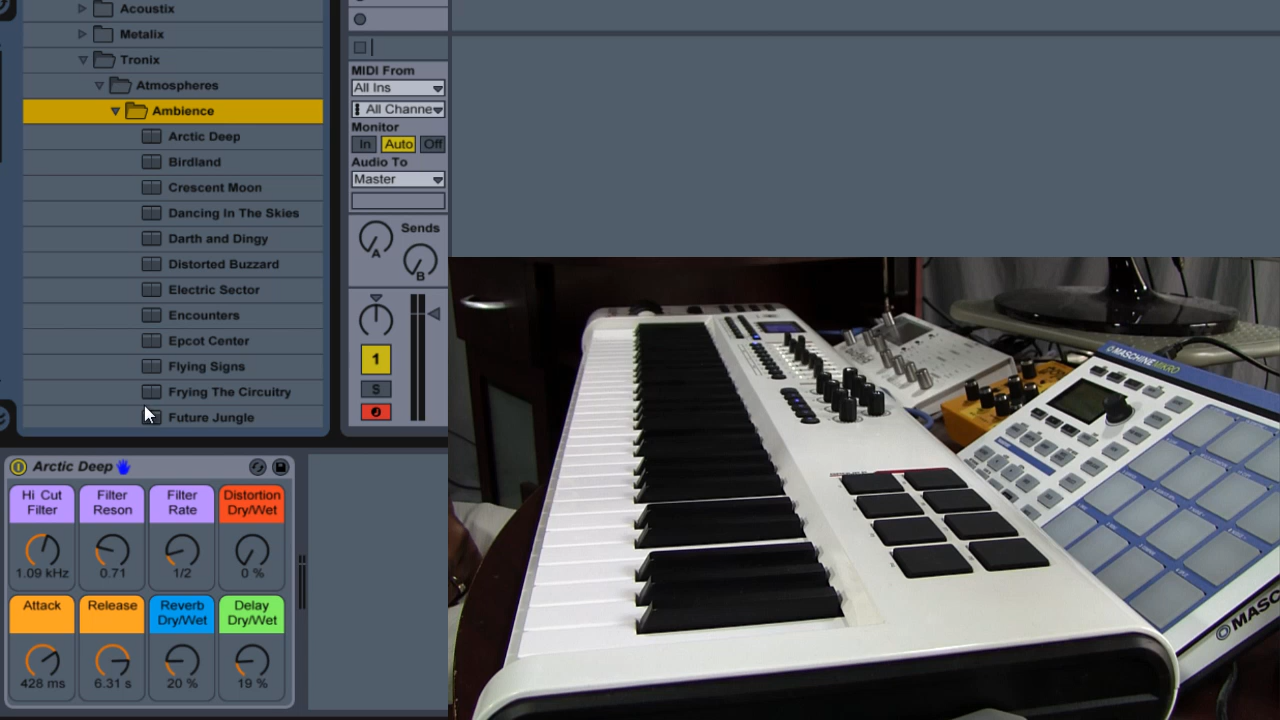 Acoustix
Metalix
Tronix
Atmospheres
Ambience
Arctic Deep
Birdland
Crescent Moon
Dancing In The Skies
Darth and Dingy
Distorted Buzzard
Electric Sector
Encounters
Epcot Center
Flying Signs
Frying The Circuitry
Future Jungle
MIDI From
All Ins
All Channe
Monitor
In Auto Off
Audio To
Master
Sends
A
B
1
S
Arctic Deep
Hi Cut Filter
1.09 kHz
Filter Reson
0.71
Filter Rate
1/2
Distortion Dry/Wet
0 %
Attack
428 ms
Release
6.31 s
Reverb Dry/Wet
20 %
Delay Dry/Wet
19 %
MASCHINE MIKRO
MASC